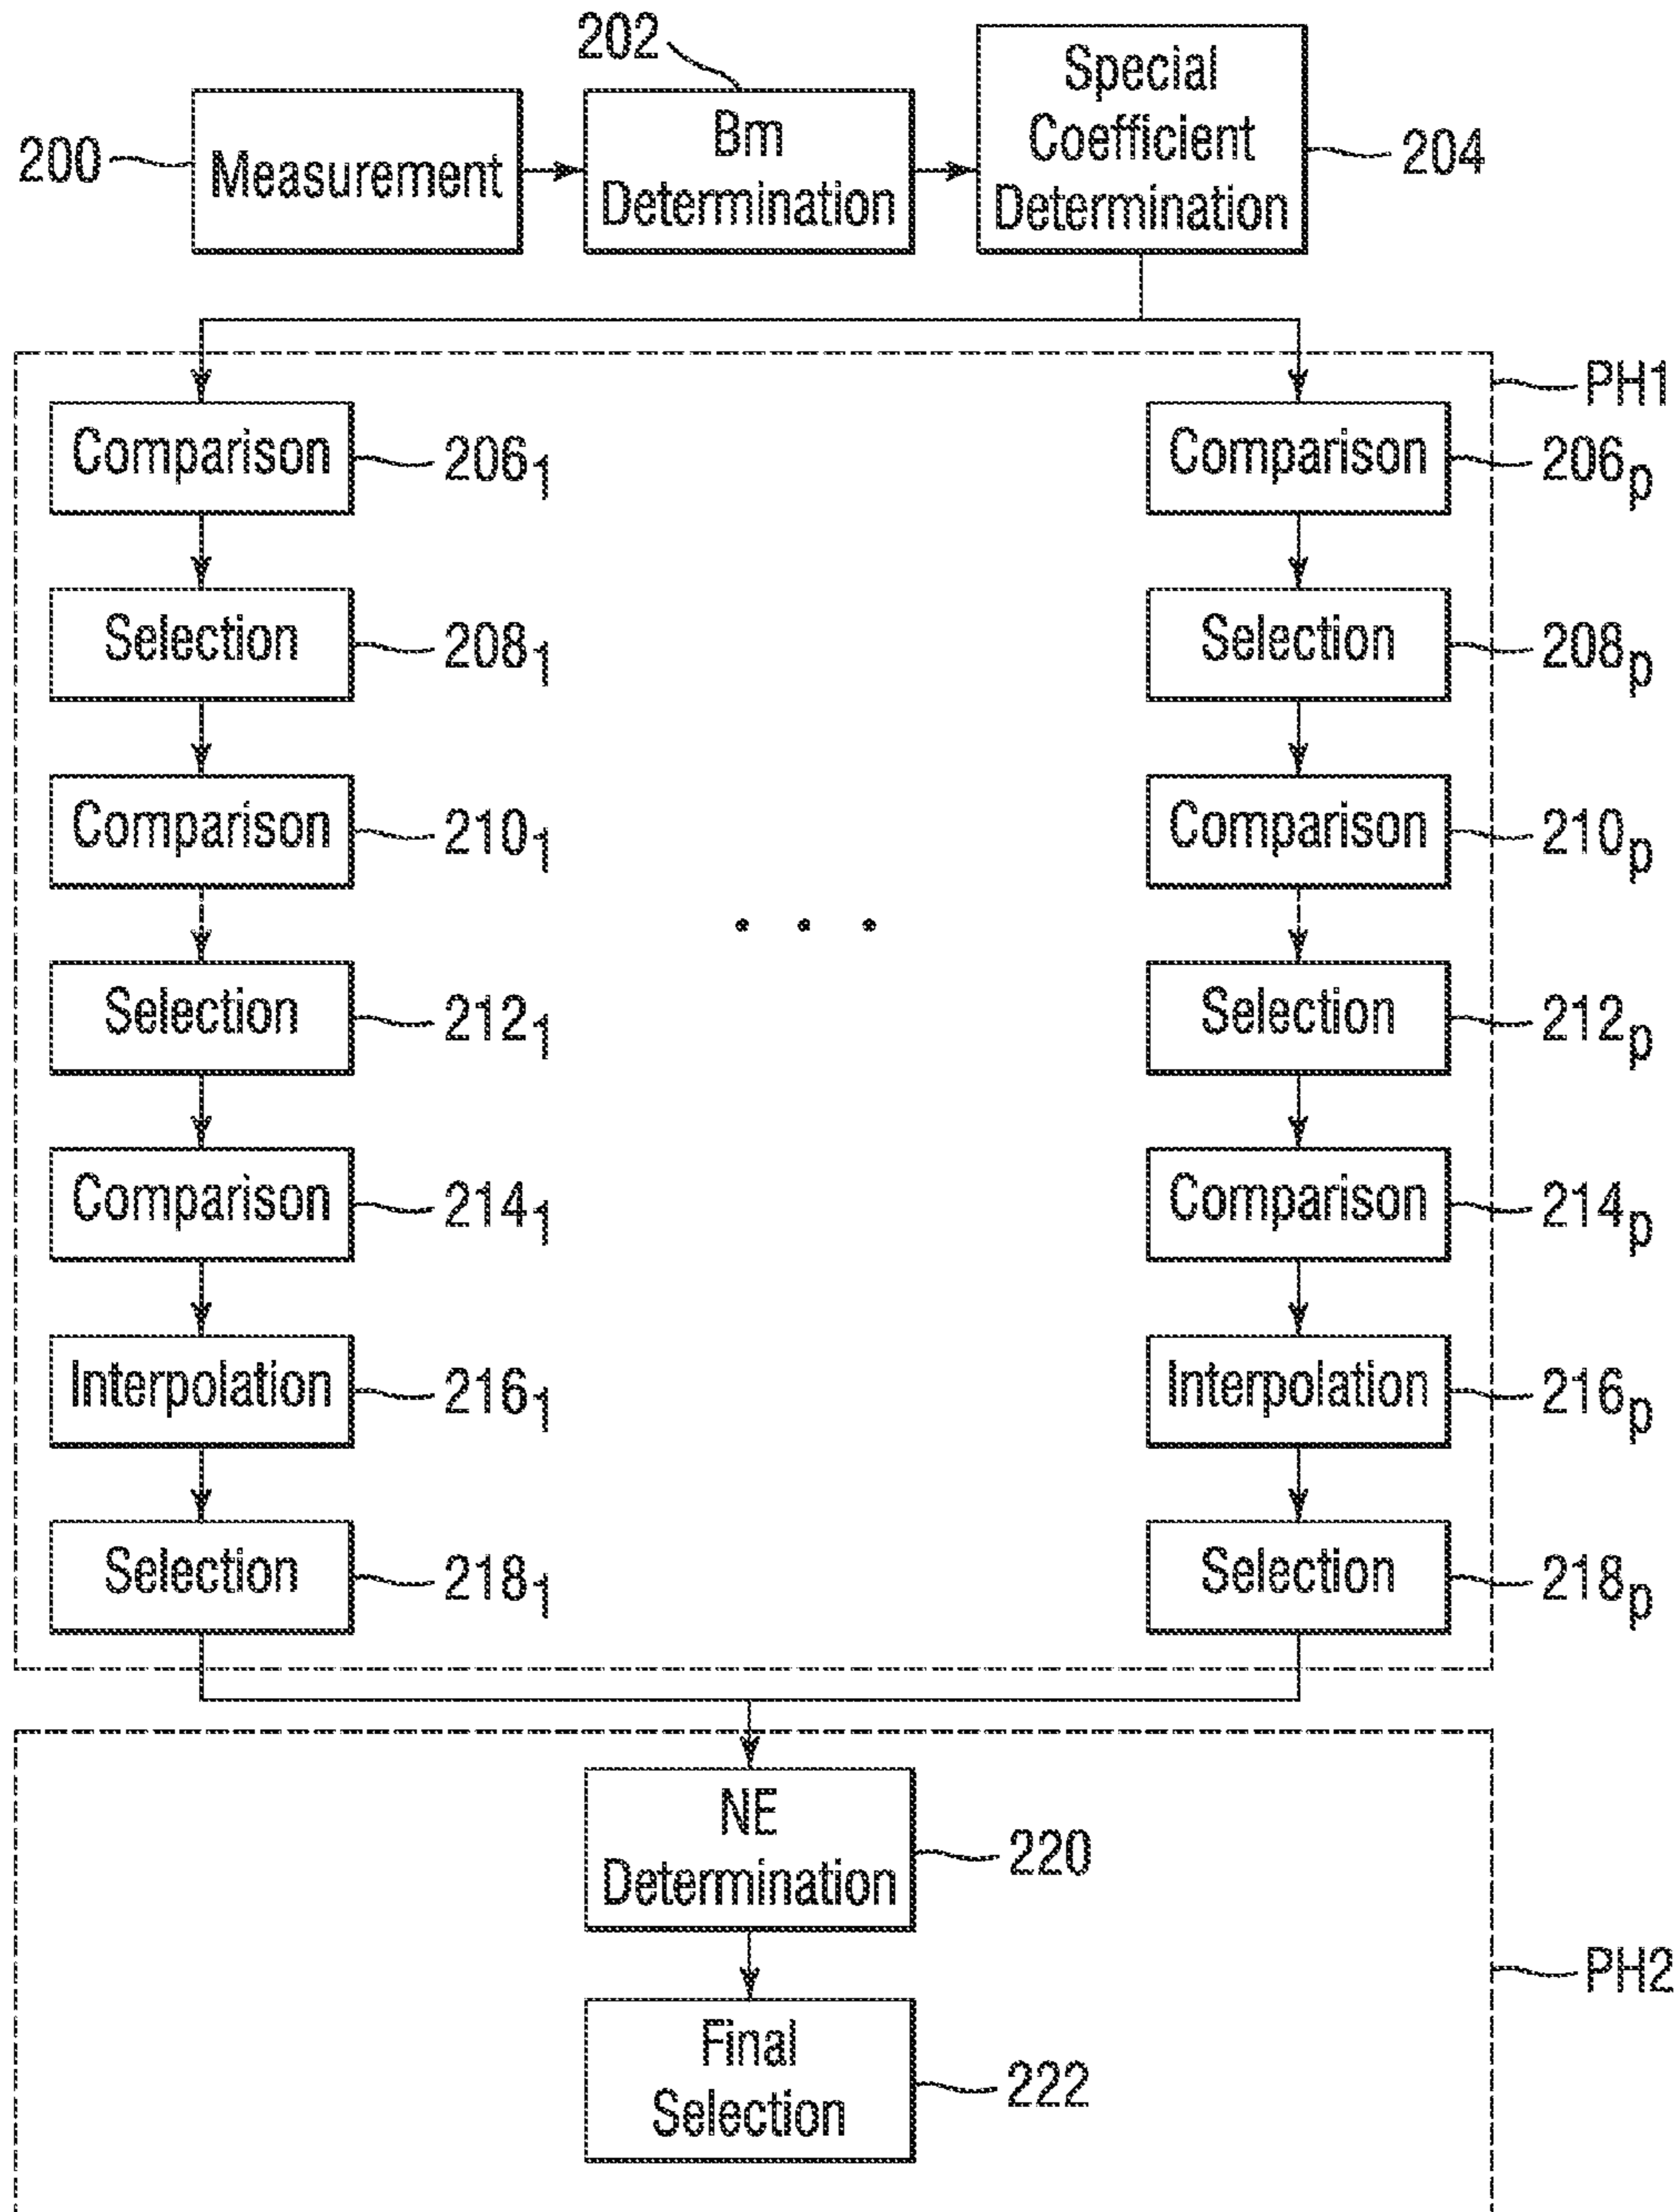 202
Special
Coefficient
Determination
204
Bm
Determination
200
Measurement
PH1
Comparison 206₁ Comparison 206ₚ
Selection 208₁ Selection 208ₚ
Comparison 210₁ Comparison 210ₚ
. . .
Selection 212₁ Selection 212ₚ
Comparison 214₁ Comparison 214ₚ
Interpolation 216₁ Interpolation 216ₚ
Selection 218₁ Selection 218ₚ
NE
Determination
220
PH2
Final
Selection
222